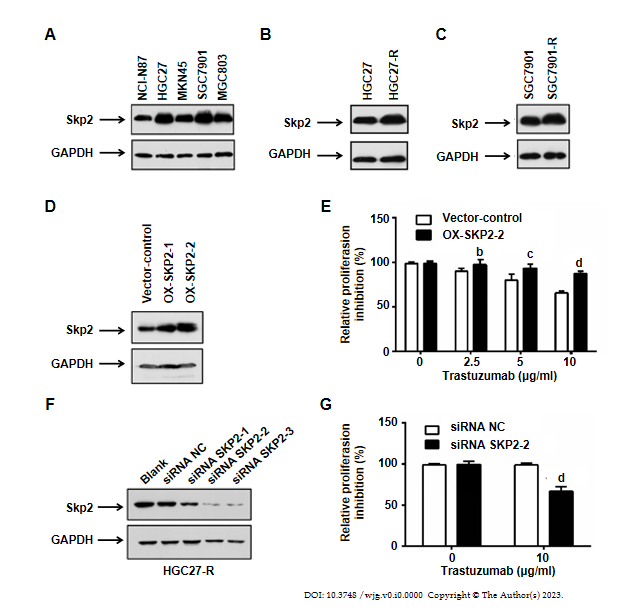 A
NCI-N87
HGC27
MKN45
SGC7901
MGC803
Skp2
GAPDH
B
HGC27
HGC27-R
Skp2
GAPDH
C
SGC7901
SGC7901-R
Skp2
GAPDH
D
Vector-control
OX-SKP2-1
OX-SKP2-2
Skp2
GAPDH
E
Vector-control
OX-SKP2-2
Relative proliferasion
inhibition (%)
150
100
50
0
b
c
d
0 2.5 5 10
Trastuzumab (µg/ml)
F
Blank
siRNA NC
siRNA SKP2-1
siRNA SKP2-2
siRNA SKP2-3
Skp2
GAPDH
HGC27-R
G
siRNA NC
siRNA SKP2-2
Relative proliferasion
inhibition (%)
150
100
50
0
d
0 10
Trastuzumab (µg/ml)
DOI: 10.3748 /wjg.v0.i0.0000 Copyright © The Author(s) 2023.